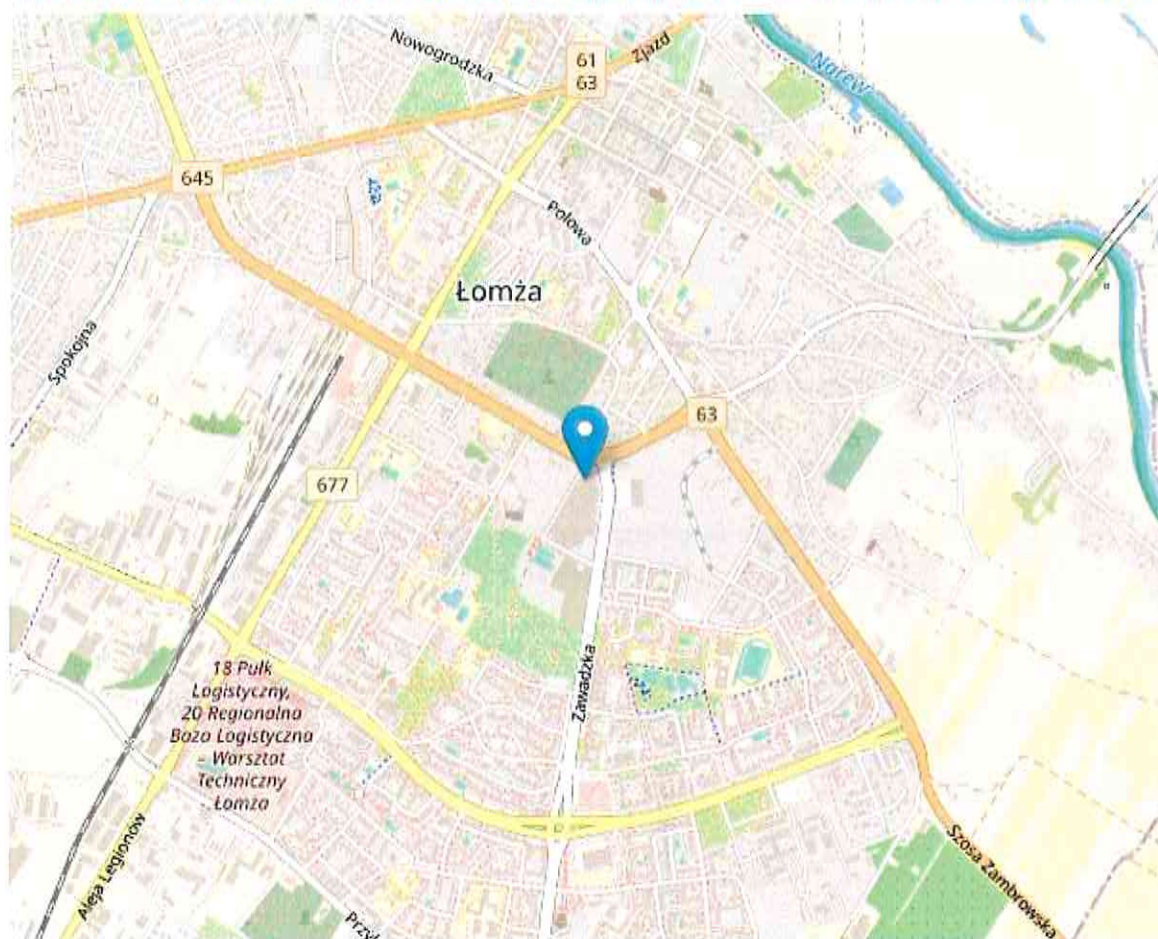 Nowogrodzka
61
63
Zjazd
Narew
645
Polowa
Łomża
Spokojna
63
677
18 Pułk
Logistyczny,
20 Regionalna
Baza Logistyczna
- Warsztat
Techniczny
- Łomża
Zawadzka
Aleja Legionów
Szosa Zambrowska